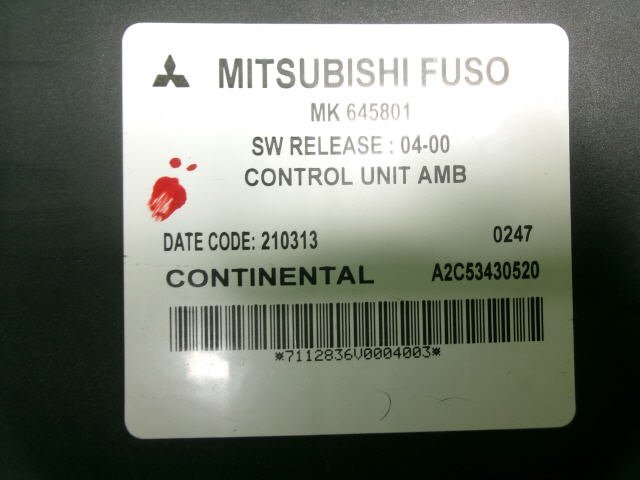 MITSUBISHI FUSO
MK 645801
SW RELEASE : 04-00
CONTROL UNIT AMB
DATE CODE: 210313 0247
CONTINENTAL A2C53430520
*7112836V0004003*